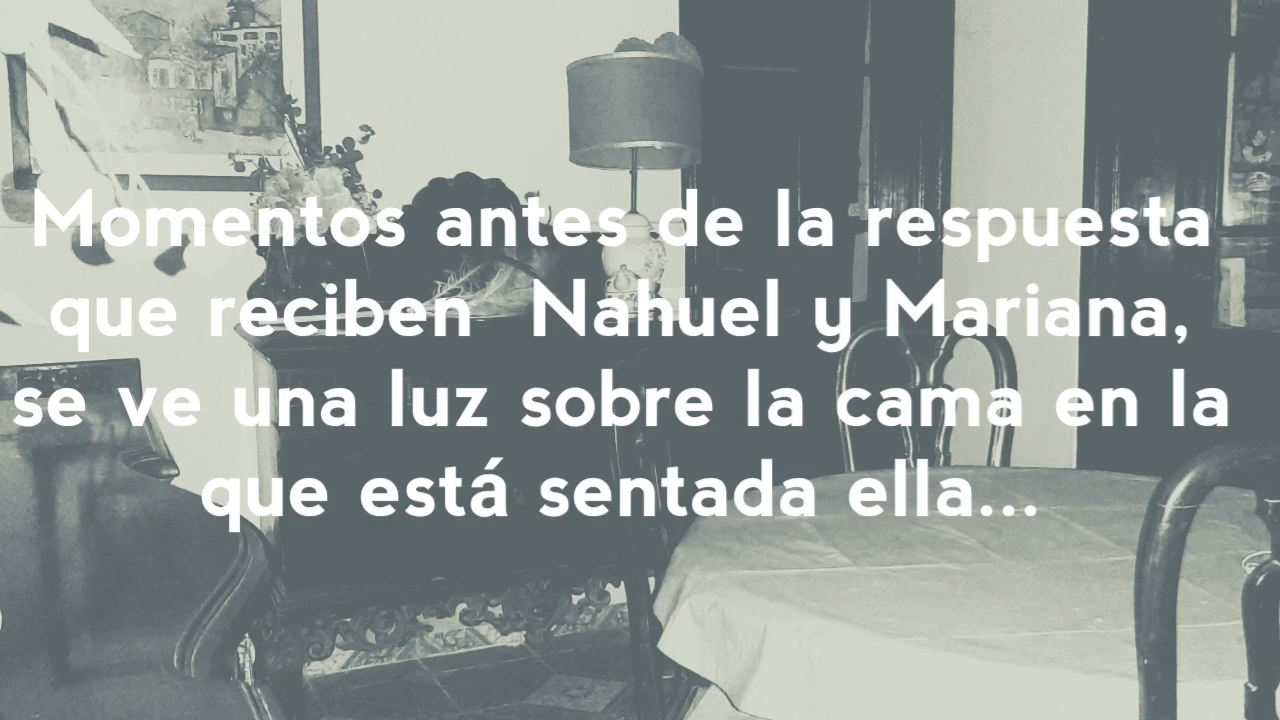 Momentos antes de la respuesta
que reciben Nahuel y Mariana,
se ve una luz sobre la cama en la
que está sentada ella...